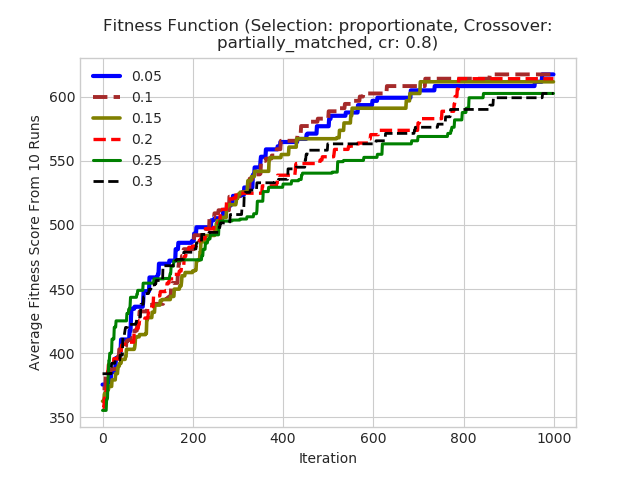 Fitness Function (Selection: proportionate, Crossover:
partially_matched, cr: 0.8)
Average Fitness Score From 10 Runs
600
550
500
450
400
350
0.05
0.1
0.15
0.2
0.25
0.3
0 200 400 600 800 1000
Iteration